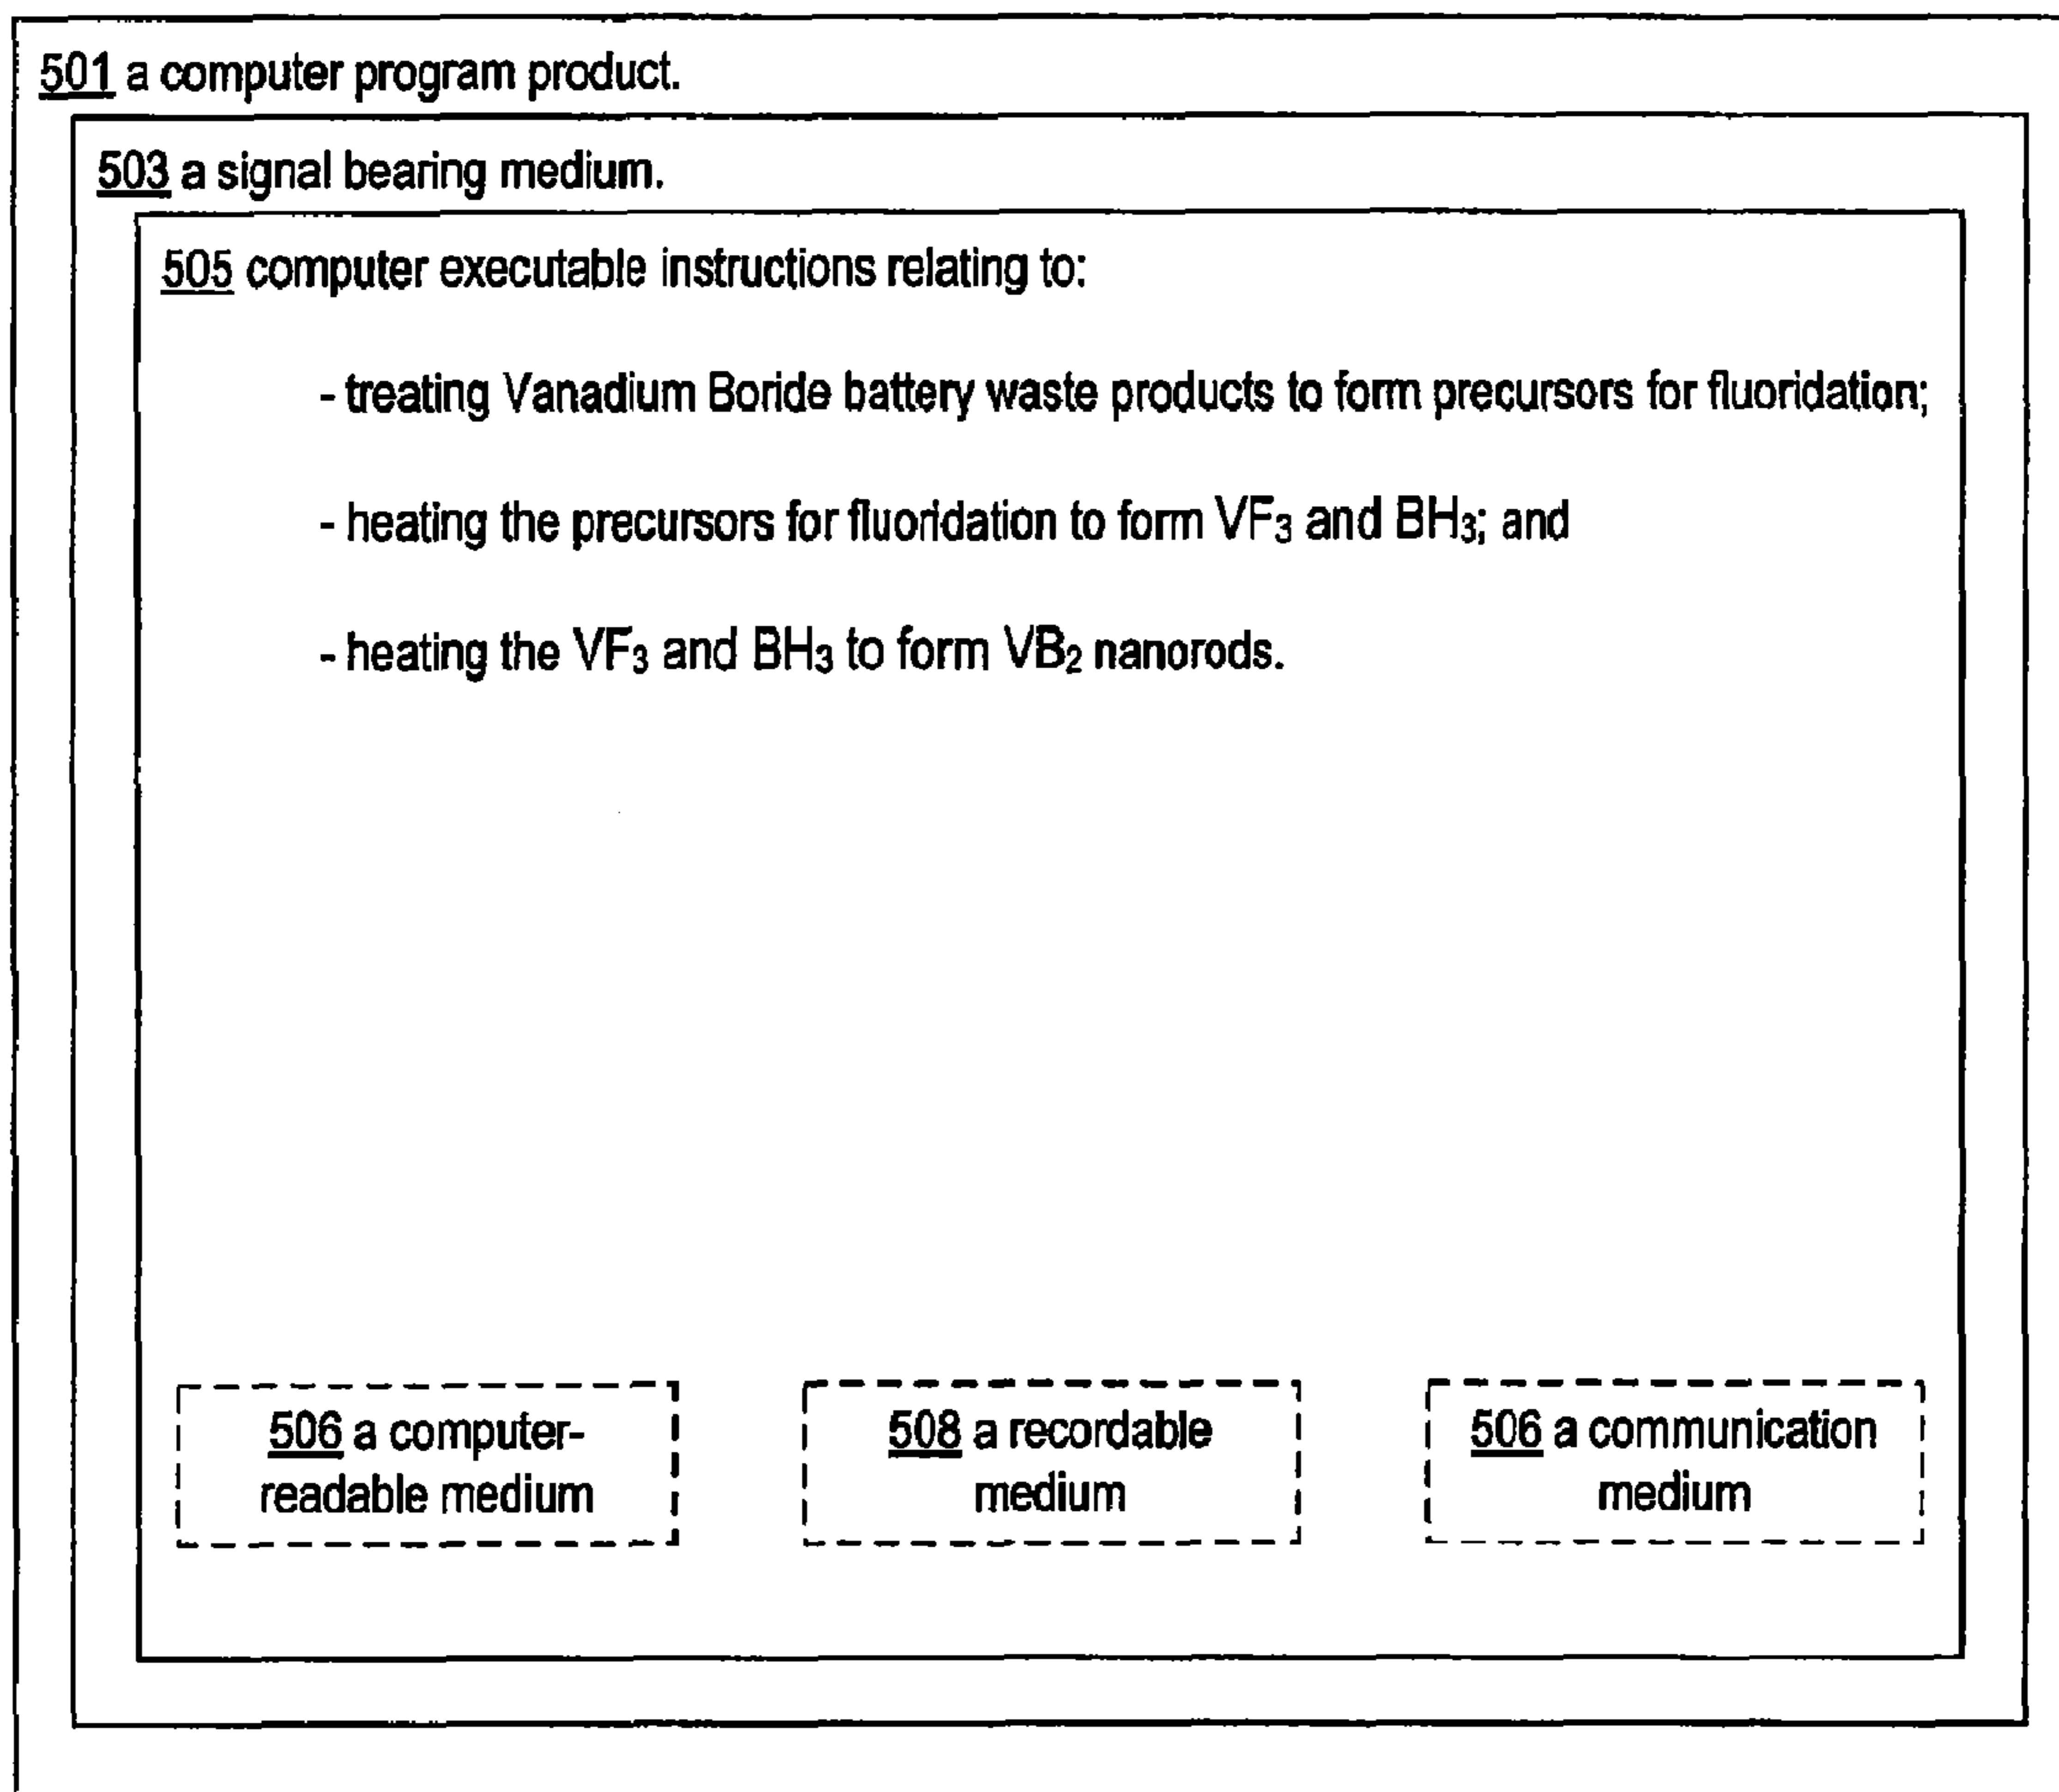 501 a computer program product.
503 a signal bearing medium.
505 computer executable instructions relating to:
- treating Vanadium Boride battery waste products to form precursors for fluoridation;
- heating the precursors for fluoridation to form VF₃ and BH₃; and
- heating the VF₃ and BH₃ to form VB₂ nanorods.
506 a computer-
readable medium
508 a recordable
medium
506 a communication
medium